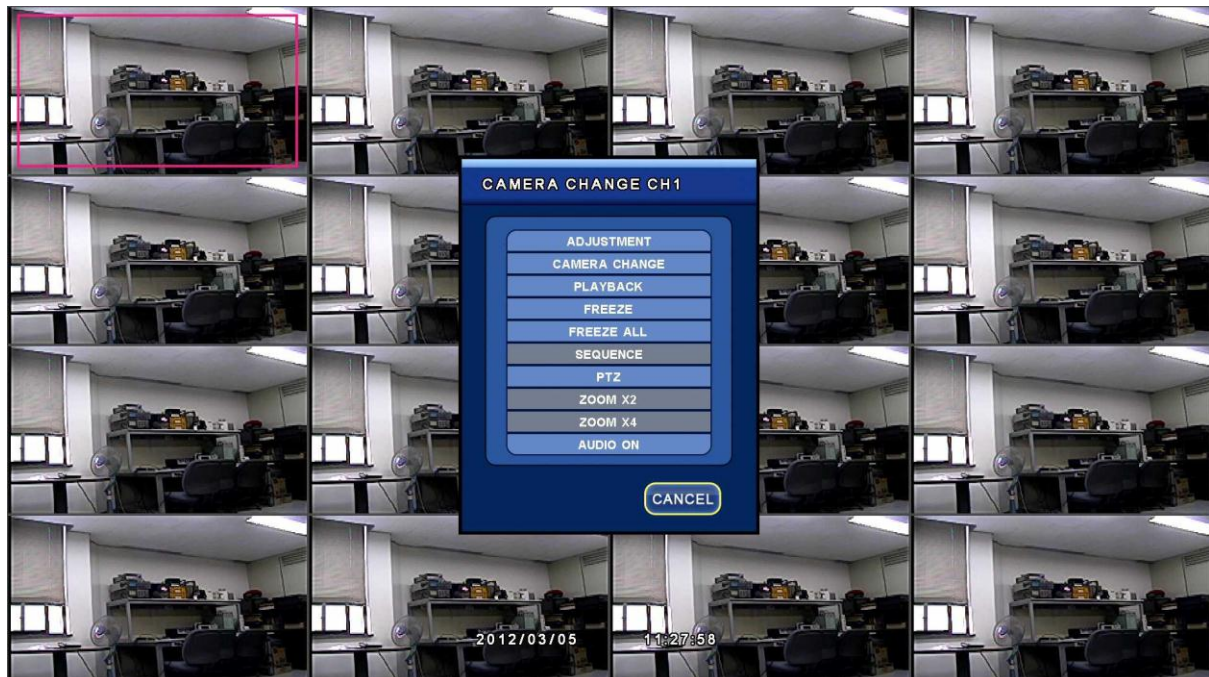 CAMERA CHANGE CH1
ADJUSTMENT
CAMERA CHANGE
PLAYBACK
FREEZE
FREEZE ALL
SEQUENCE
PTZ
ZOOM X2
ZOOM X4
AUDIO ON
CANCEL
2012/03/05 11:27:58